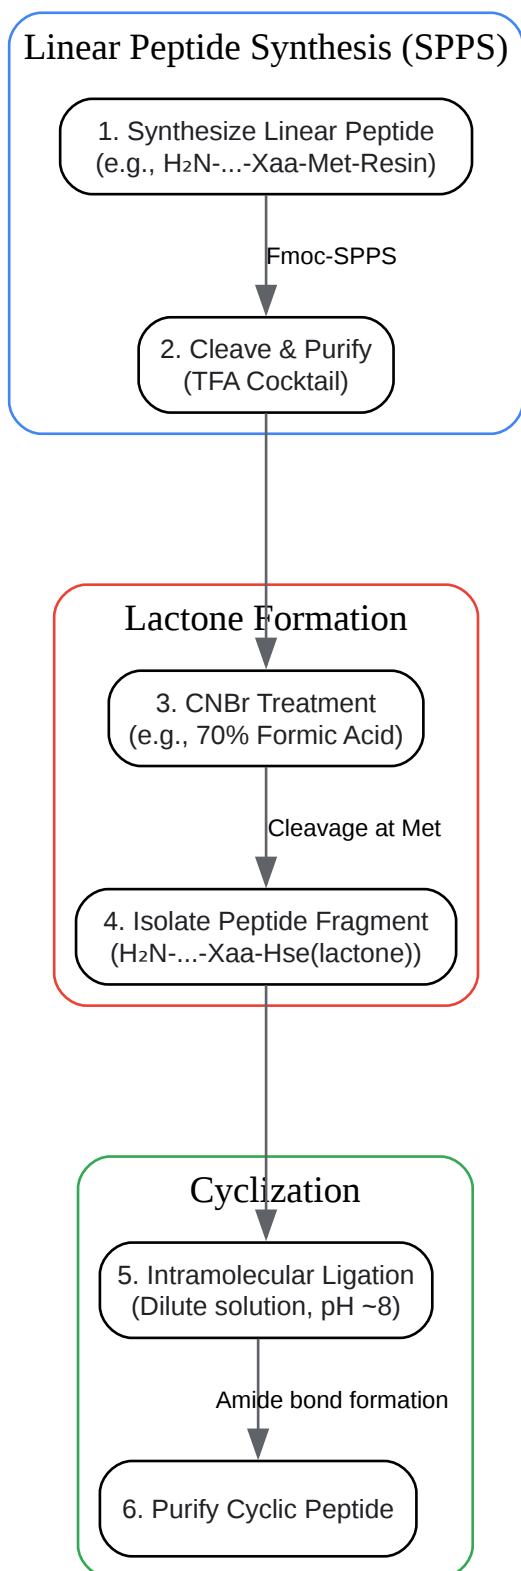 Linear Peptide Synthesis (SPPS)
1. Synthesize Linear Peptide
(e.g., H₂N-...-Xaa-Met-Resin)
Fmoc-SPPS
2. Cleave & Purify
(TFA Cocktail)
Lactone Formation
3. CNBr Treatment
(e.g., 70% Formic Acid)
Cleavage at Met
4. Isolate Peptide Fragment
(H₂N-...-Xaa-Hse(lactone))
Cyclization
5. Intramolecular Ligation
(Dilute solution, pH ~8)
Amide bond formation
6. Purify Cyclic Peptide